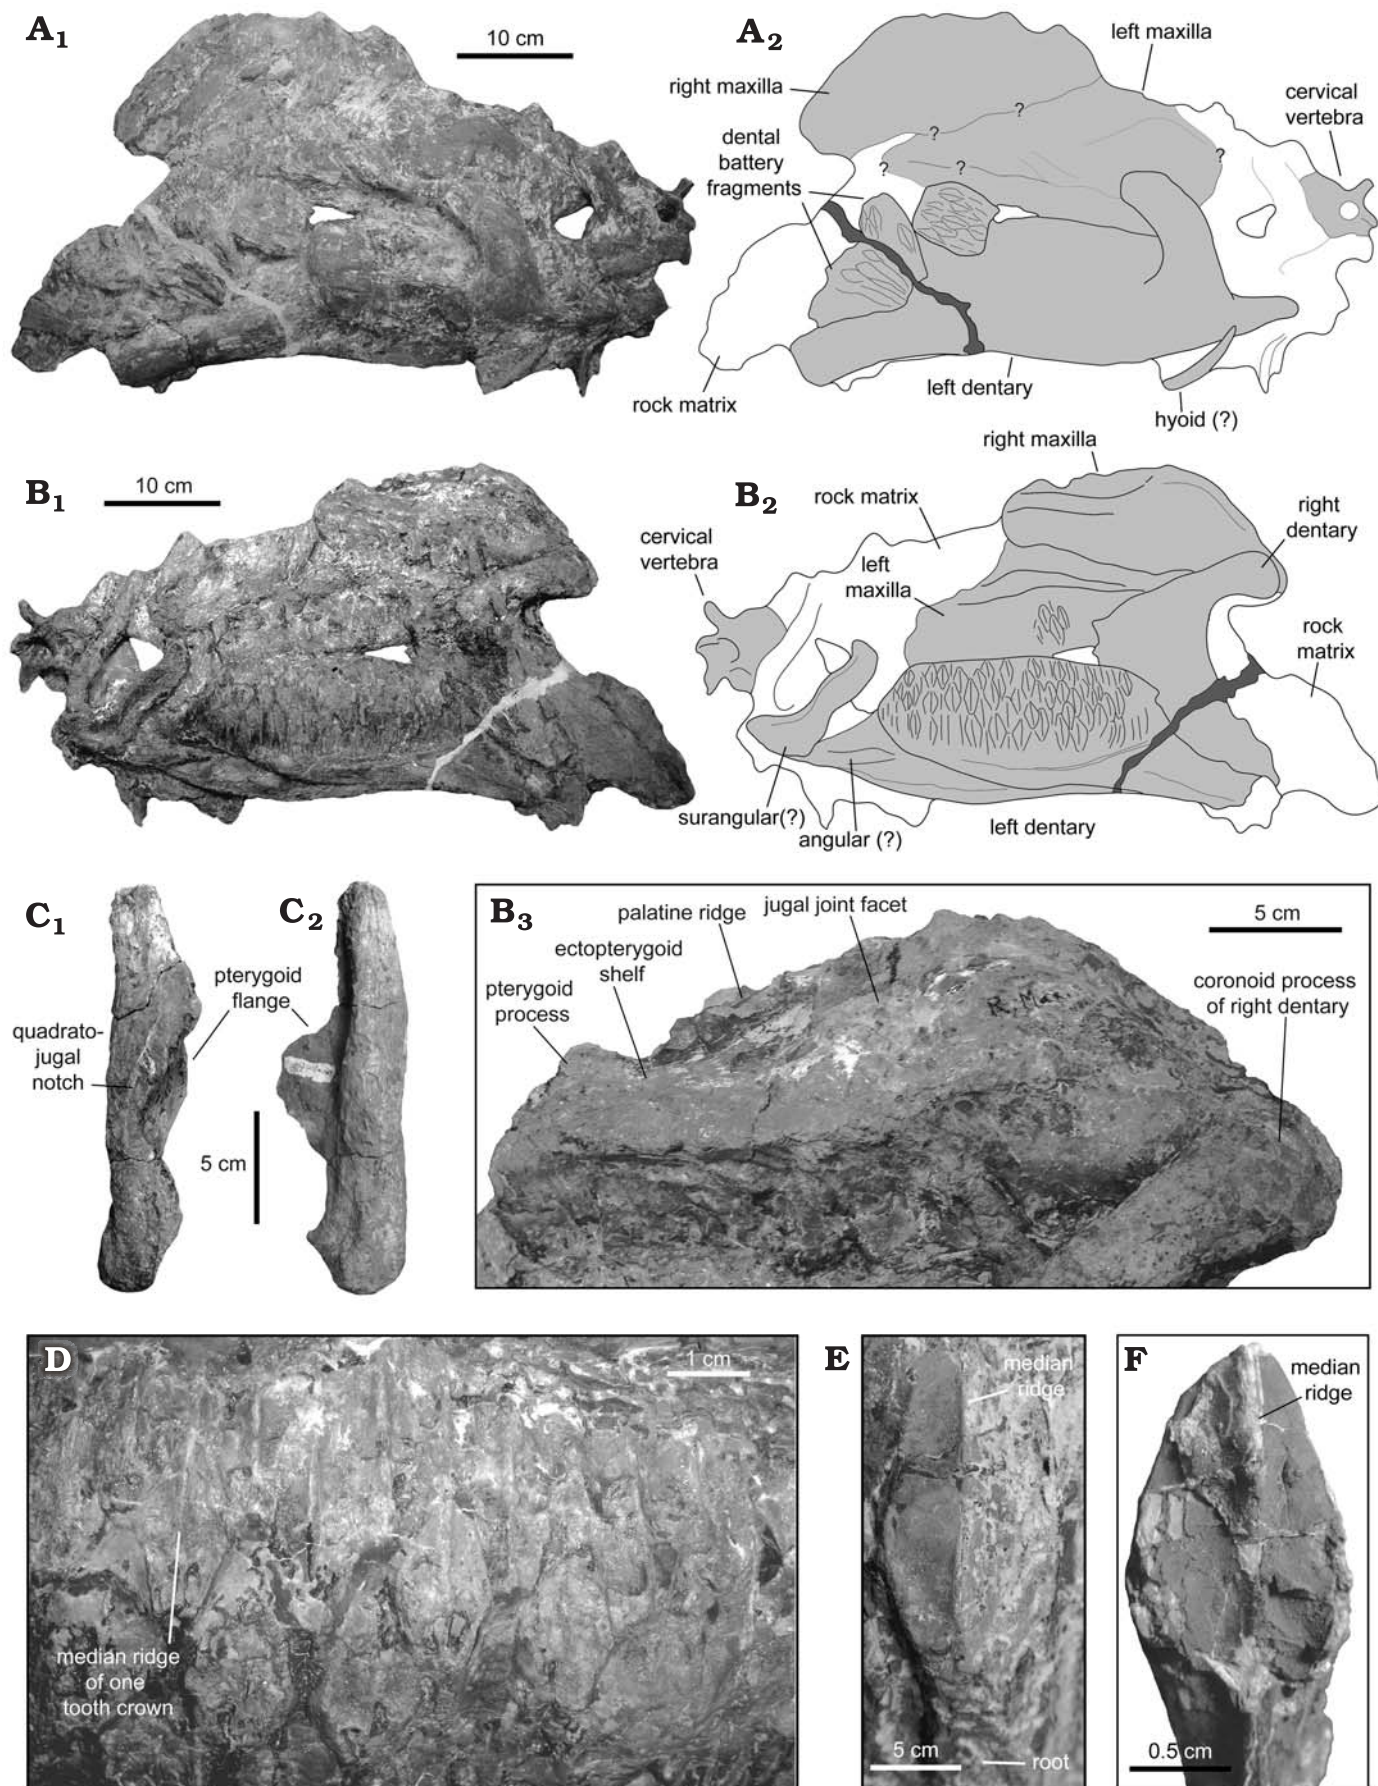 A1
10 cm
A2
left maxilla
right maxilla
cervical
vertebra
dental
battery
fragments
?
?
?
?
?
rock matrix
left dentary
hyoid (?)
B1
10 cm
B2
right maxilla
rock matrix
right
dentary
cervical
vertebra
left
maxilla
rock
matrix
surangular(?)
angular (?)
left dentary
C1
C2
pterygoid
flange
quadrato-
jugal
notch
5 cm
B3
palatine ridge
jugal joint facet
5 cm
ectopterygoid
shelf
pterygoid
process
coronoid process
of right dentary
D
1 cm
median ridge
of one
tooth crown
E
median
ridge
5 cm
root
F
median
ridge
0.5 cm